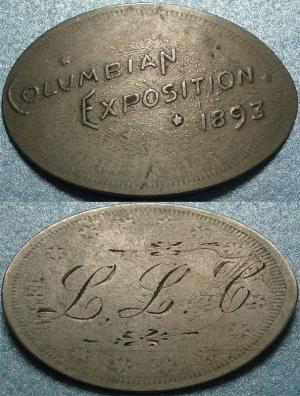 COLUMBIAN
EXPOSITION
1893
L. L. C